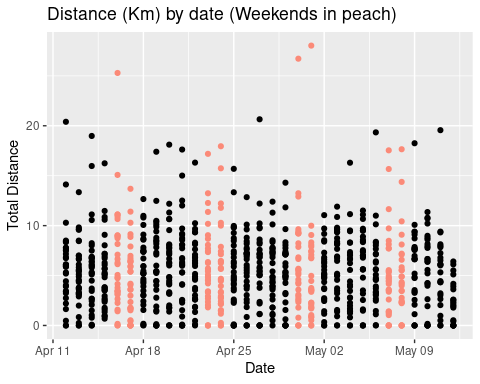 Distance (Km) by date (Weekends in peach)
Total Distance
20
10
0
Apr 11 Apr 18 Apr 25 May 02 May 09
Date